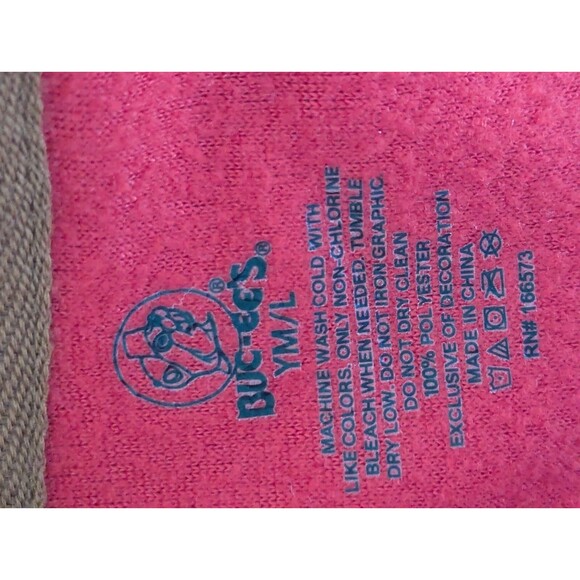 BUC-EE'S®
YM/L
MACHINE WASH COLD WITH
LIKE COLORS. ONLY NON-CHLORINE
BLEACH WHEN NEEDED. TUMBLE
DRY LOW. DO NOT IRON GRAPHIC.
DO NOT DRY CLEAN
100% POLYESTER
EXCLUSIVE OF DECORATION
MADE IN CHINA
RN# 166573